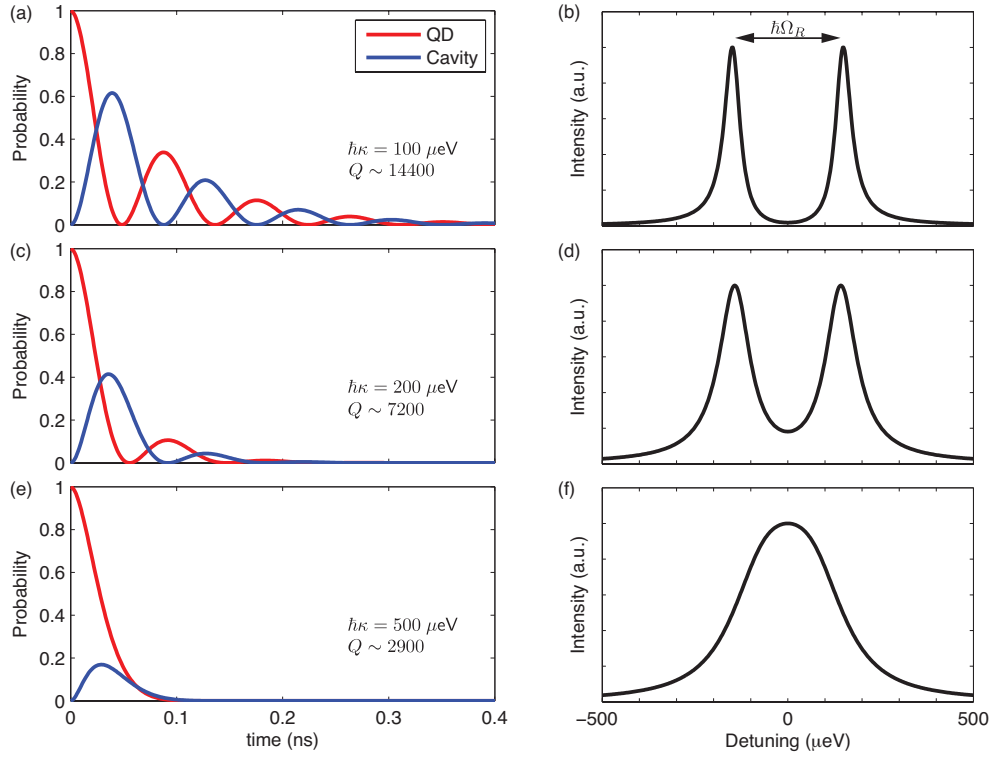 (a)
1
0.8
0.6
0.4
0.2
0
Probability
QD
Cavity
ħκ = 100 μeV
Q ∼ 14400
(b)
ħΩ_R
Intensity (a.u.)
(c)
1
0.8
0.6
0.4
0.2
0
Probability
ħκ = 200 μeV
Q ∼ 7200
(d)
Intensity (a.u.)
(e)
1
0.8
0.6
0.4
0.2
0
Probability
ħκ = 500 μeV
Q ∼ 2900
0 0.1 0.2 0.3 0.4
time (ns)
(f)
Intensity (a.u.)
−500 0 500
Detuning (μeV)